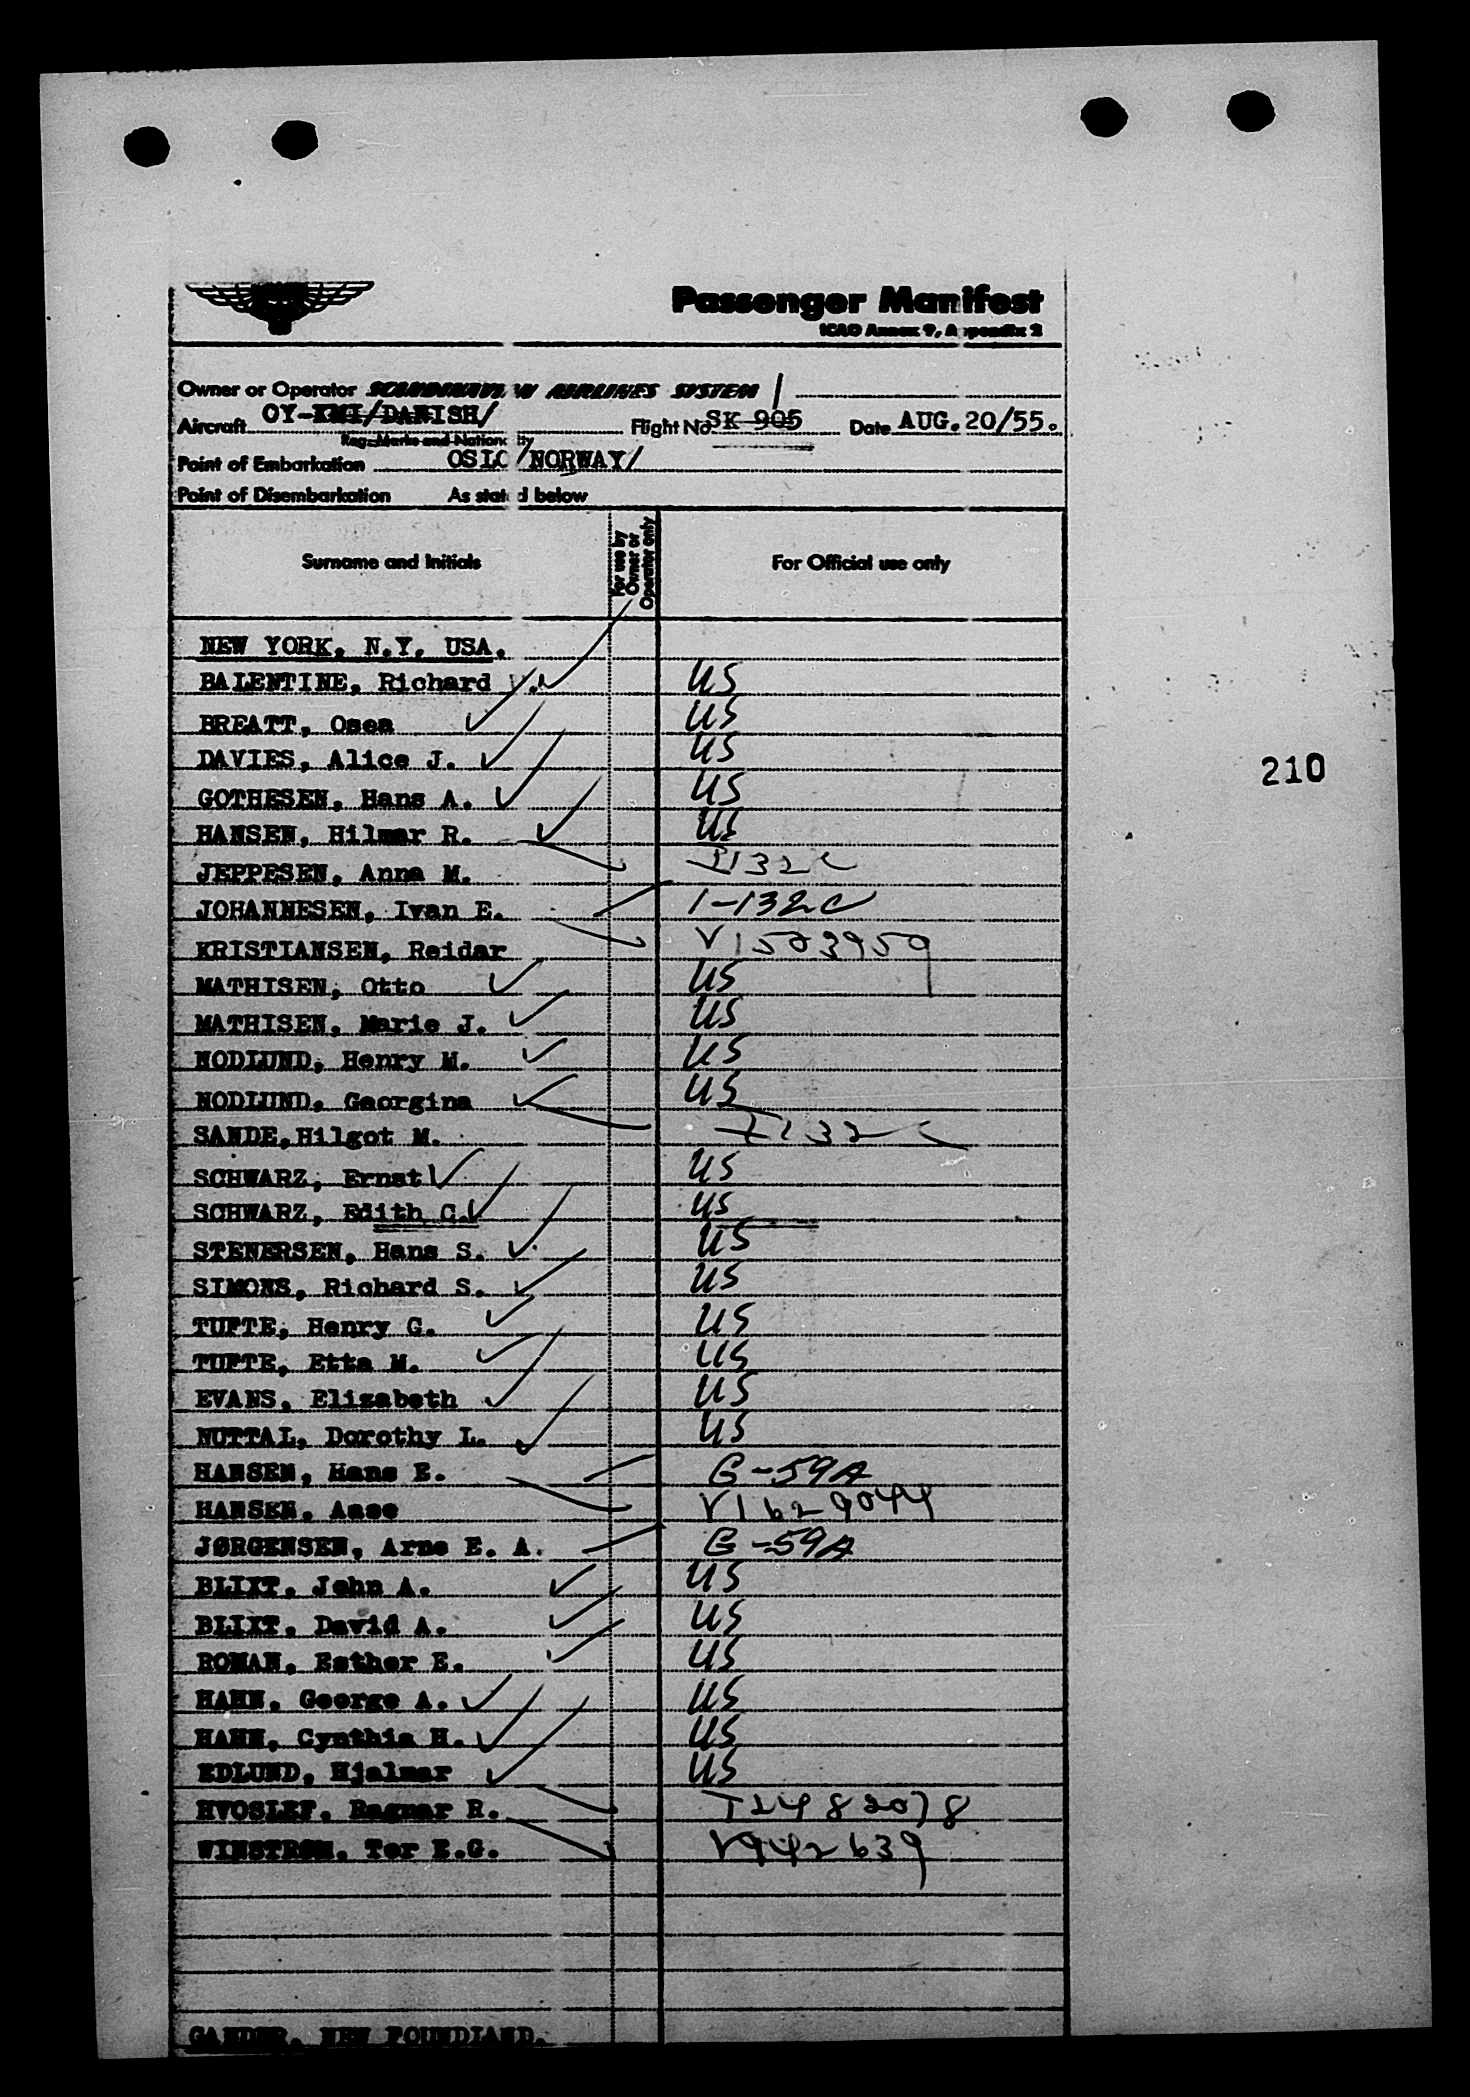 Passenger Manifest
ICAO Annex 9, Appendix 2
Owner or Operator SCANDINAVIAN AIRLINES SYSTEM
Aircraft OY-KMI/DANISH/ Flight No SK 905 Date AUG. 20/55.
Reg. Marks and Nationality
Point of Embarkation OSLO/NORWAY/
Point of Disembarkation As stated below
Surname and Initials For use by Owner or Operator only For Official use only
NEW YORK, N.Y. USA.
BALENTINE, Richard V. US
BREATT, Osea US
DAVIES, Alice J. US
210
GOTHESEN, Hans A. US
HANSEN, Hilmar R. US
JEPPESEN, Anna M. I132C
JOHANNESEN, Ivan E. I-132C
KRISTIANSEN, Reidar V1583959
MATHISEN, Otto US
MATHISEN, Marie J. US
NODLUND, Henry M. US
NODLUND, Georgina US
SANDE, Hilgot M. I132C
SCHWARZ, Ernst US
SCHWARZ, Edith C. US
STENERSEN, Hans S. US
SIMONS, Richard S. US
TUFTE, Henry G. US
TUFTE, Etta M. US
EVANS, Elizabeth US
NUTTAL, Dorothy L. US
HANSEN, Hans E. G-59A
HANSEN, Aase V1629044
JØRGENSEN, Arne E. A. G-59A
BLIXT, John A. US
BLIXT, David A. US
ROMAN, Esther E. US
HAHN, George A. US
HAHN, Cynthia H. US
EDLUND, Hjalmar US
HVOSLEF, Ragnar R. T2482078
WINSTRØM, Tor E.G. V942639
GANDER, NEW FOUNDLAND.